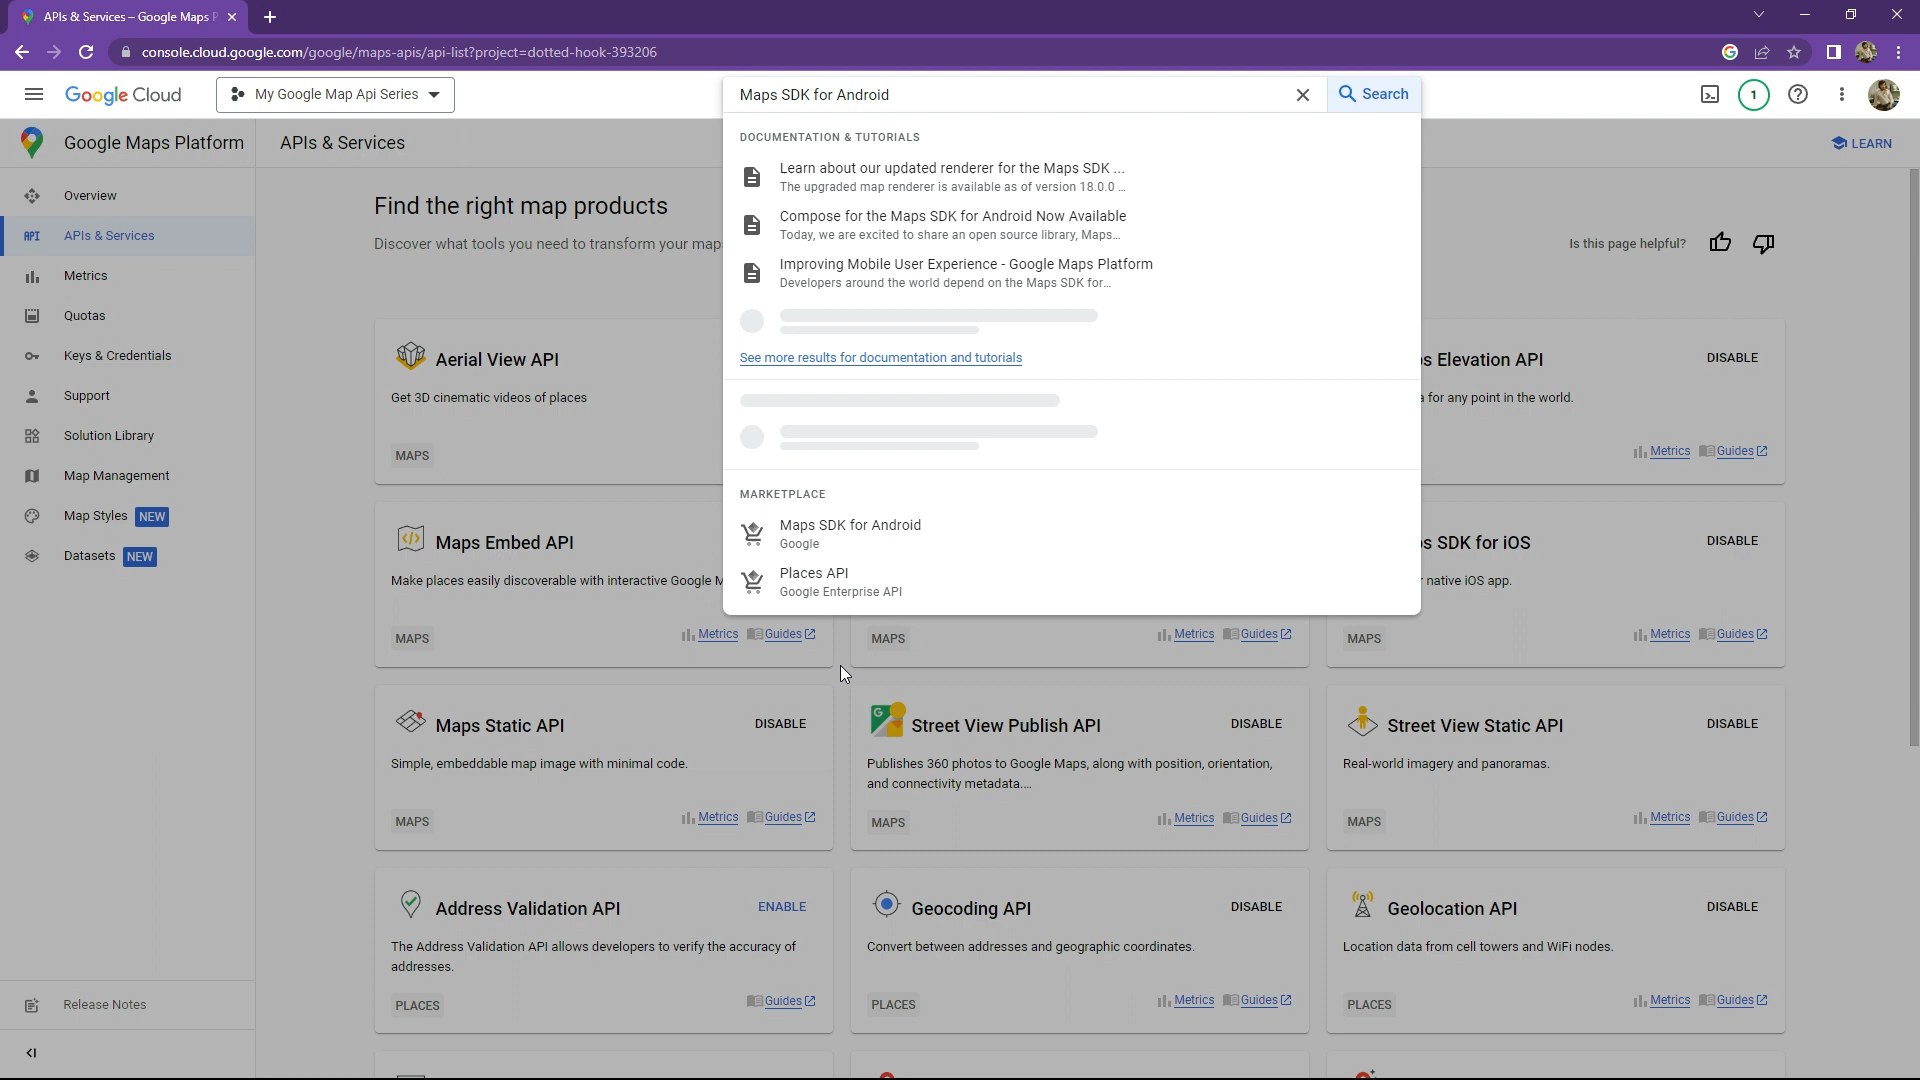 APIs & Services – Google Maps P
console.cloud.google.com/google/maps-apis/api-list?project=dotted-hook-393206
Google Cloud
My Google Map Api Series
Maps SDK for Android
Search
1
Google Maps Platform
APIs & Services
LEARN
Overview
API APIs & Services
Metrics
Quotas
Keys & Credentials
Support
Solution Library
Map Management
Map Styles NEW
Datasets NEW
Release Notes
DOCUMENTATION & TUTORIALS
Learn about our updated renderer for the Maps SDK ...
The upgraded map renderer is available as of version 18.0.0 ...
Compose for the Maps SDK for Android Now Available
Today, we are excited to share an open source library, Maps...
Improving Mobile User Experience - Google Maps Platform
Developers around the world depend on the Maps SDK for...
See more results for documentation and tutorials
MARKETPLACE
Maps SDK for Android
Google
Places API
Google Enterprise API
Find the right map products
Discover what tools you need to transform your map
Is this page helpful?
Aerial View API
Get 3D cinematic videos of places
MAPS
s Elevation API DISABLE
for any point in the world.
Metrics Guides
Maps Embed API
Make places easily discoverable with interactive Google M
MAPS Metrics Guides
MAPS Metrics Guides
s SDK for iOS DISABLE
native iOS app.
MAPS Metrics Guides
Maps Static API DISABLE
Simple, embeddable map image with minimal code.
MAPS Metrics Guides
Street View Publish API DISABLE
Publishes 360 photos to Google Maps, along with position, orientation,
and connectivity metadata....
MAPS Metrics Guides
Street View Static API DISABLE
Real-world imagery and panoramas.
MAPS Metrics Guides
Address Validation API ENABLE
The Address Validation API allows developers to verify the accuracy of
addresses.
PLACES Guides
Geocoding API DISABLE
Convert between addresses and geographic coordinates.
PLACES Metrics Guides
Geolocation API DISABLE
Location data from cell towers and WiFi nodes.
PLACES Metrics Guides